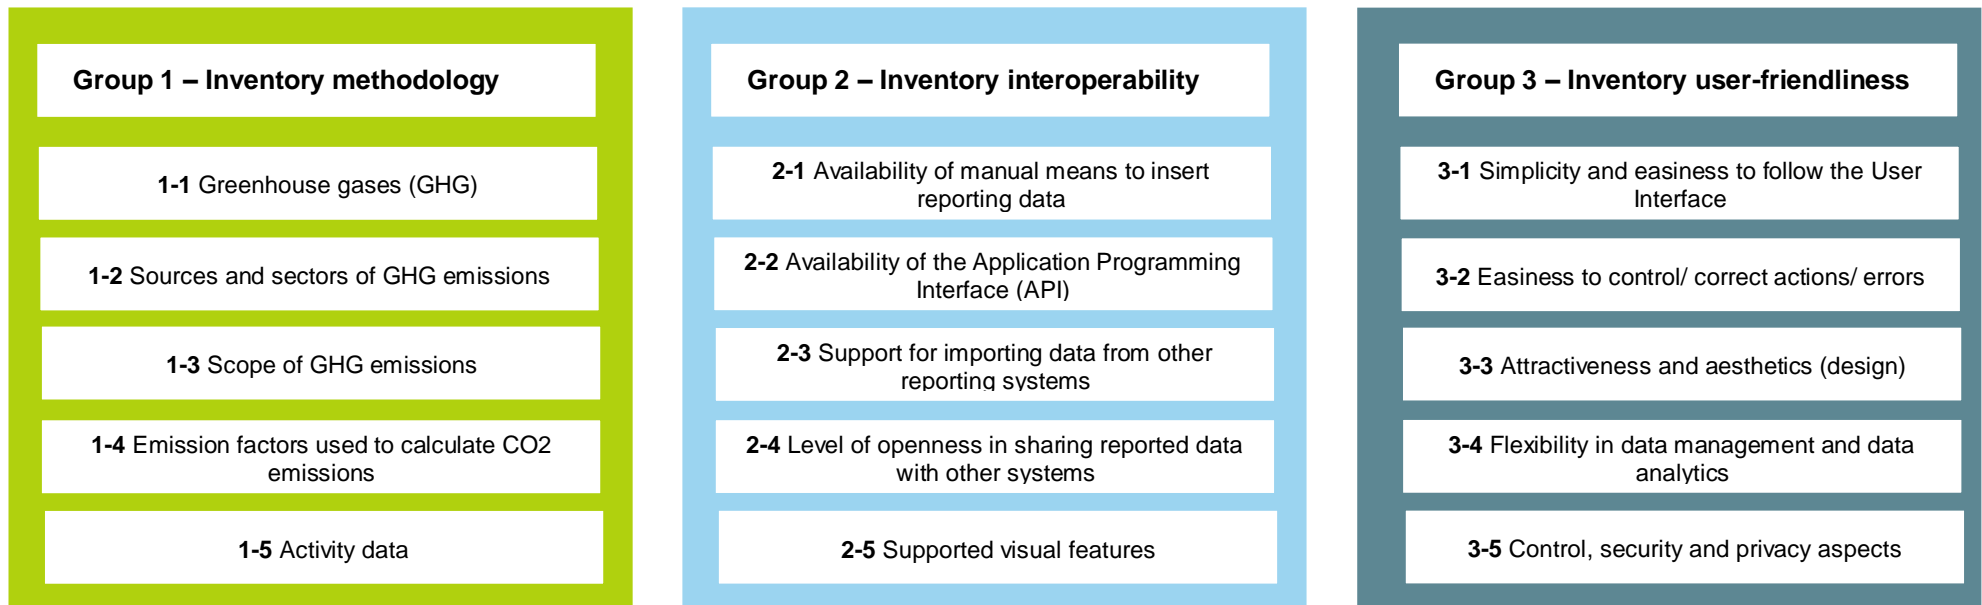 Group 1 – Inventory methodology
1-1 Greenhouse gases (GHG)
1-2 Sources and sectors of GHG emissions
1-3 Scope of GHG emissions
1-4 Emission factors used to calculate CO2
emissions
1-5 Activity data
Group 2 – Inventory interoperability
2-1 Availability of manual means to insert
reporting data
2-2 Availability of the Application Programming
Interface (API)
2-3 Support for importing data from other
reporting systems
2-4 Level of openness in sharing reported data
with other systems
2-5 Supported visual features
Group 3 – Inventory user-friendliness
3-1 Simplicity and easiness to follow the User
Interface
3-2 Easiness to control/ correct actions/ errors
3-3 Attractiveness and aesthetics (design)
3-4 Flexibility in data management and data
analytics
3-5 Control, security and privacy aspects